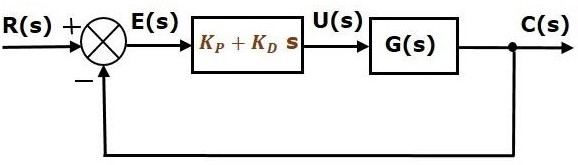 R(s) + E(s) K_P + K_D s U(s) G(s) C(s)
−